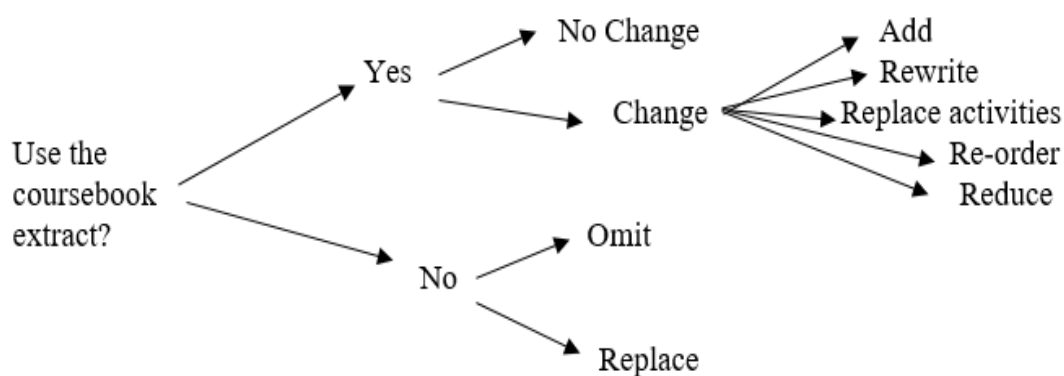 Use the
coursebook
extract?
Yes
No Change
Change
Add
Rewrite
Replace activities
Re-order
Reduce
No
Omit
Replace